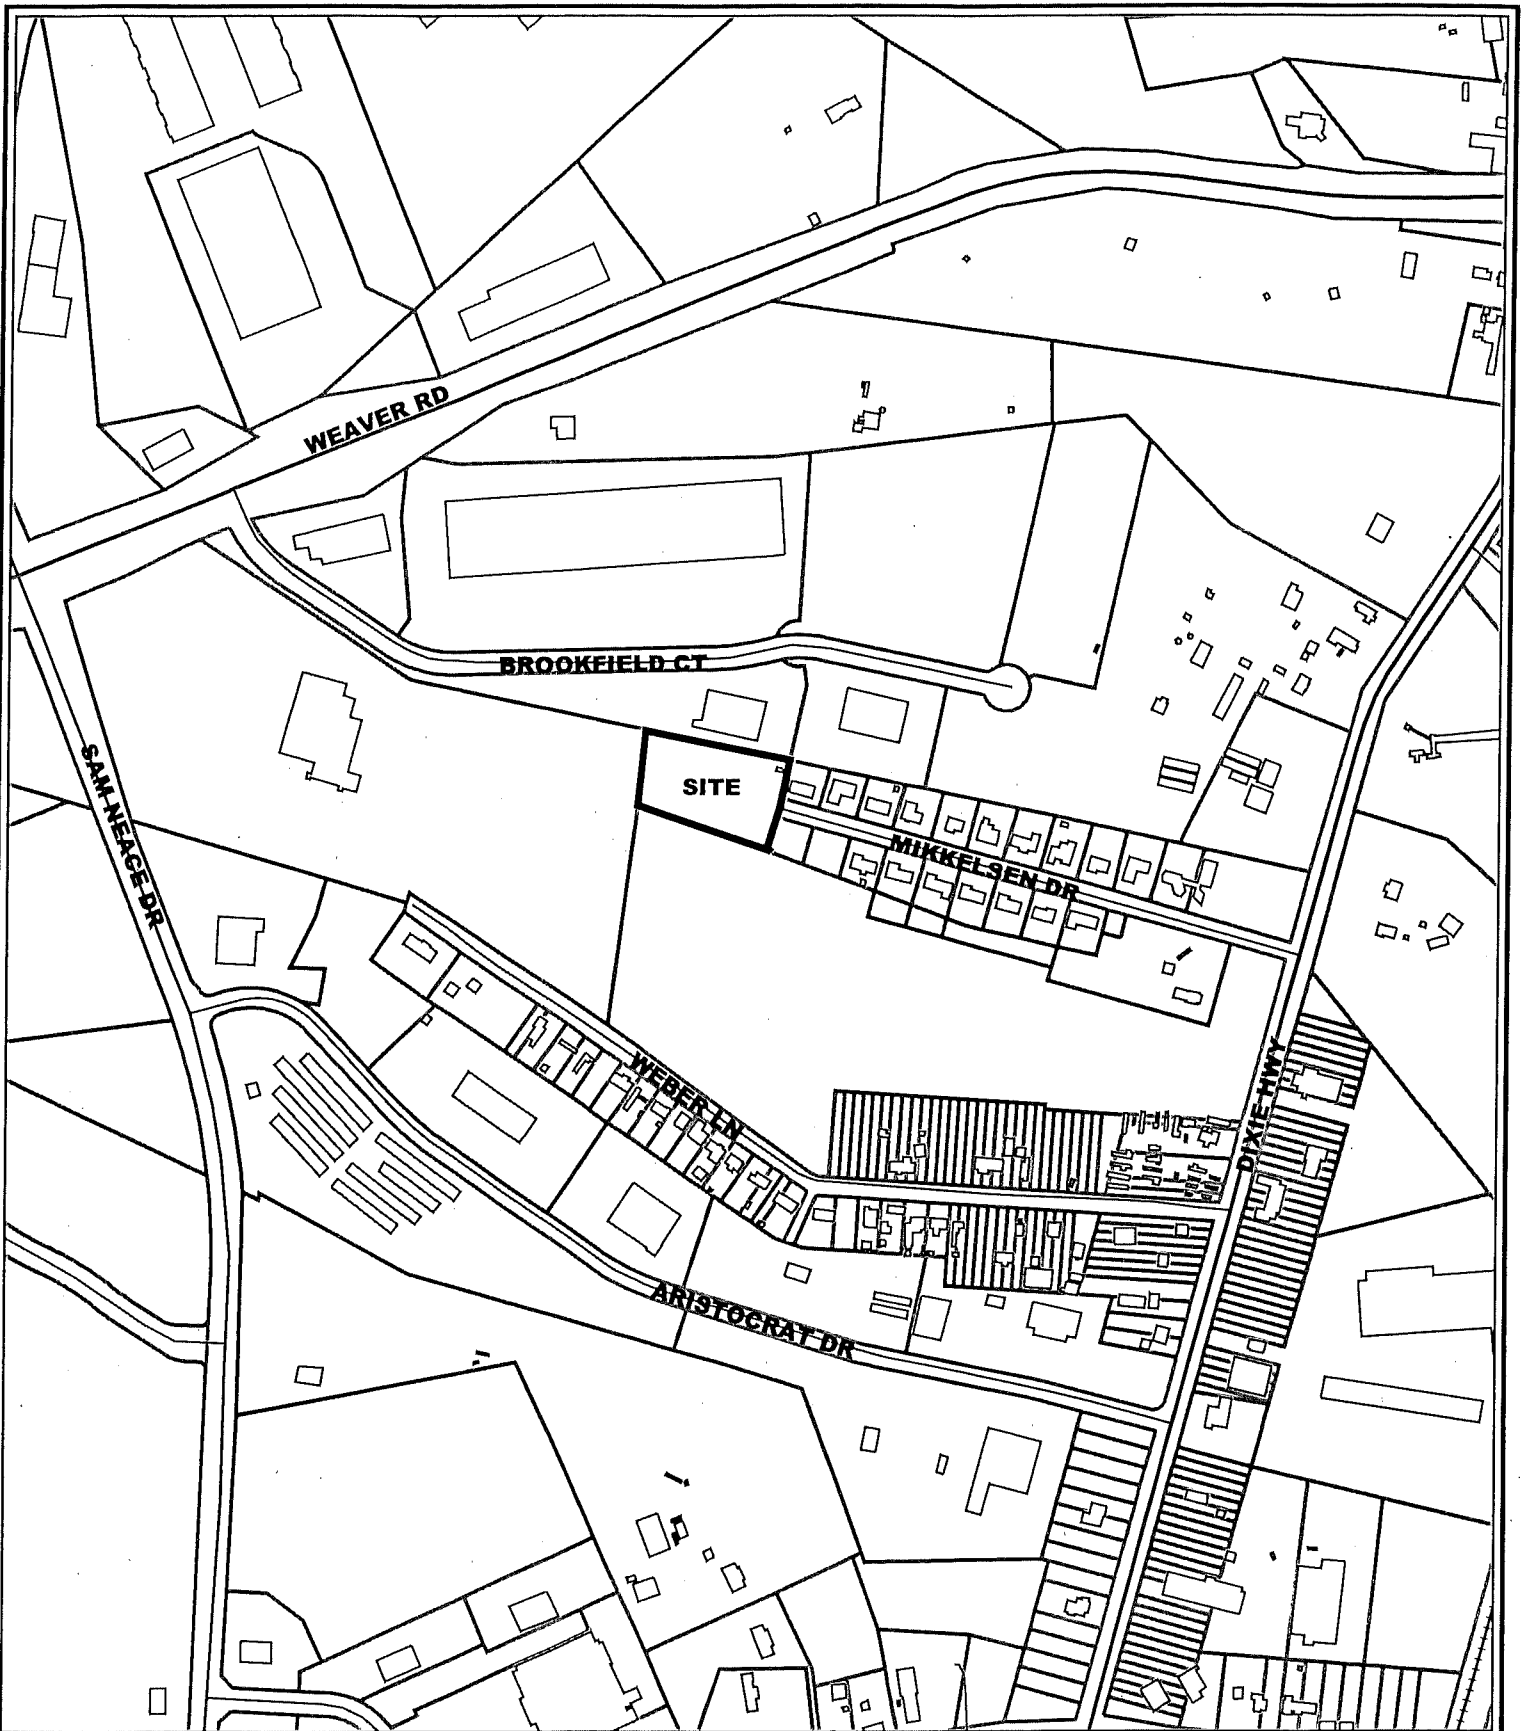 WEAVER RD
BROOKFIELD CT
SAM NEACE DR
SITE
MIKKELSEN DR
WEBER LN
DIXIE HWY
ARISTOCRAT DR